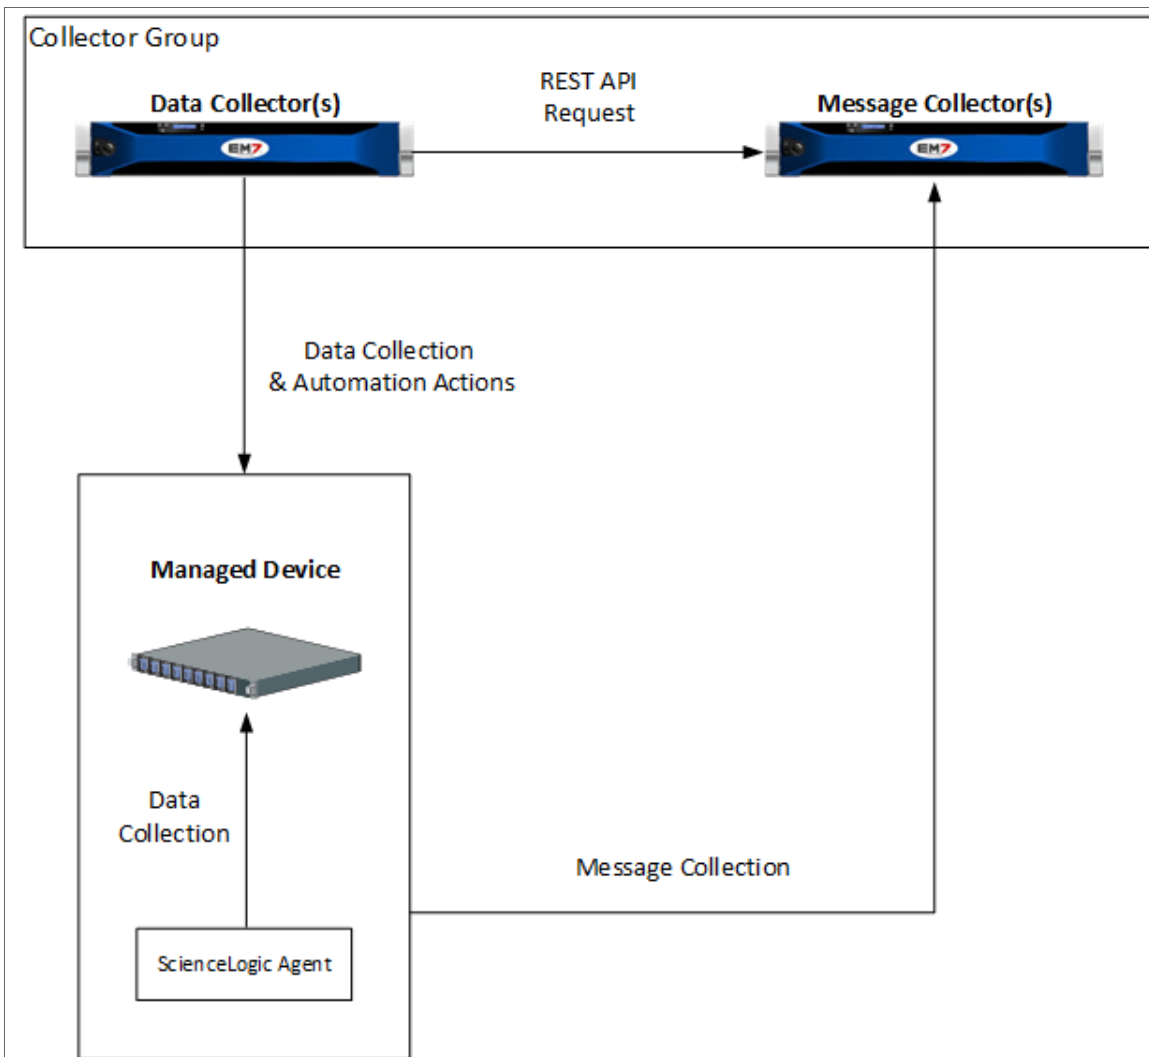 Collector Group
REST API
Request
Data Collector(s)
Message Collector(s)
EM7
EM7
Data Collection
& Automation Actions
Managed Device
Data
Collection
Message Collection
ScienceLogic Agent